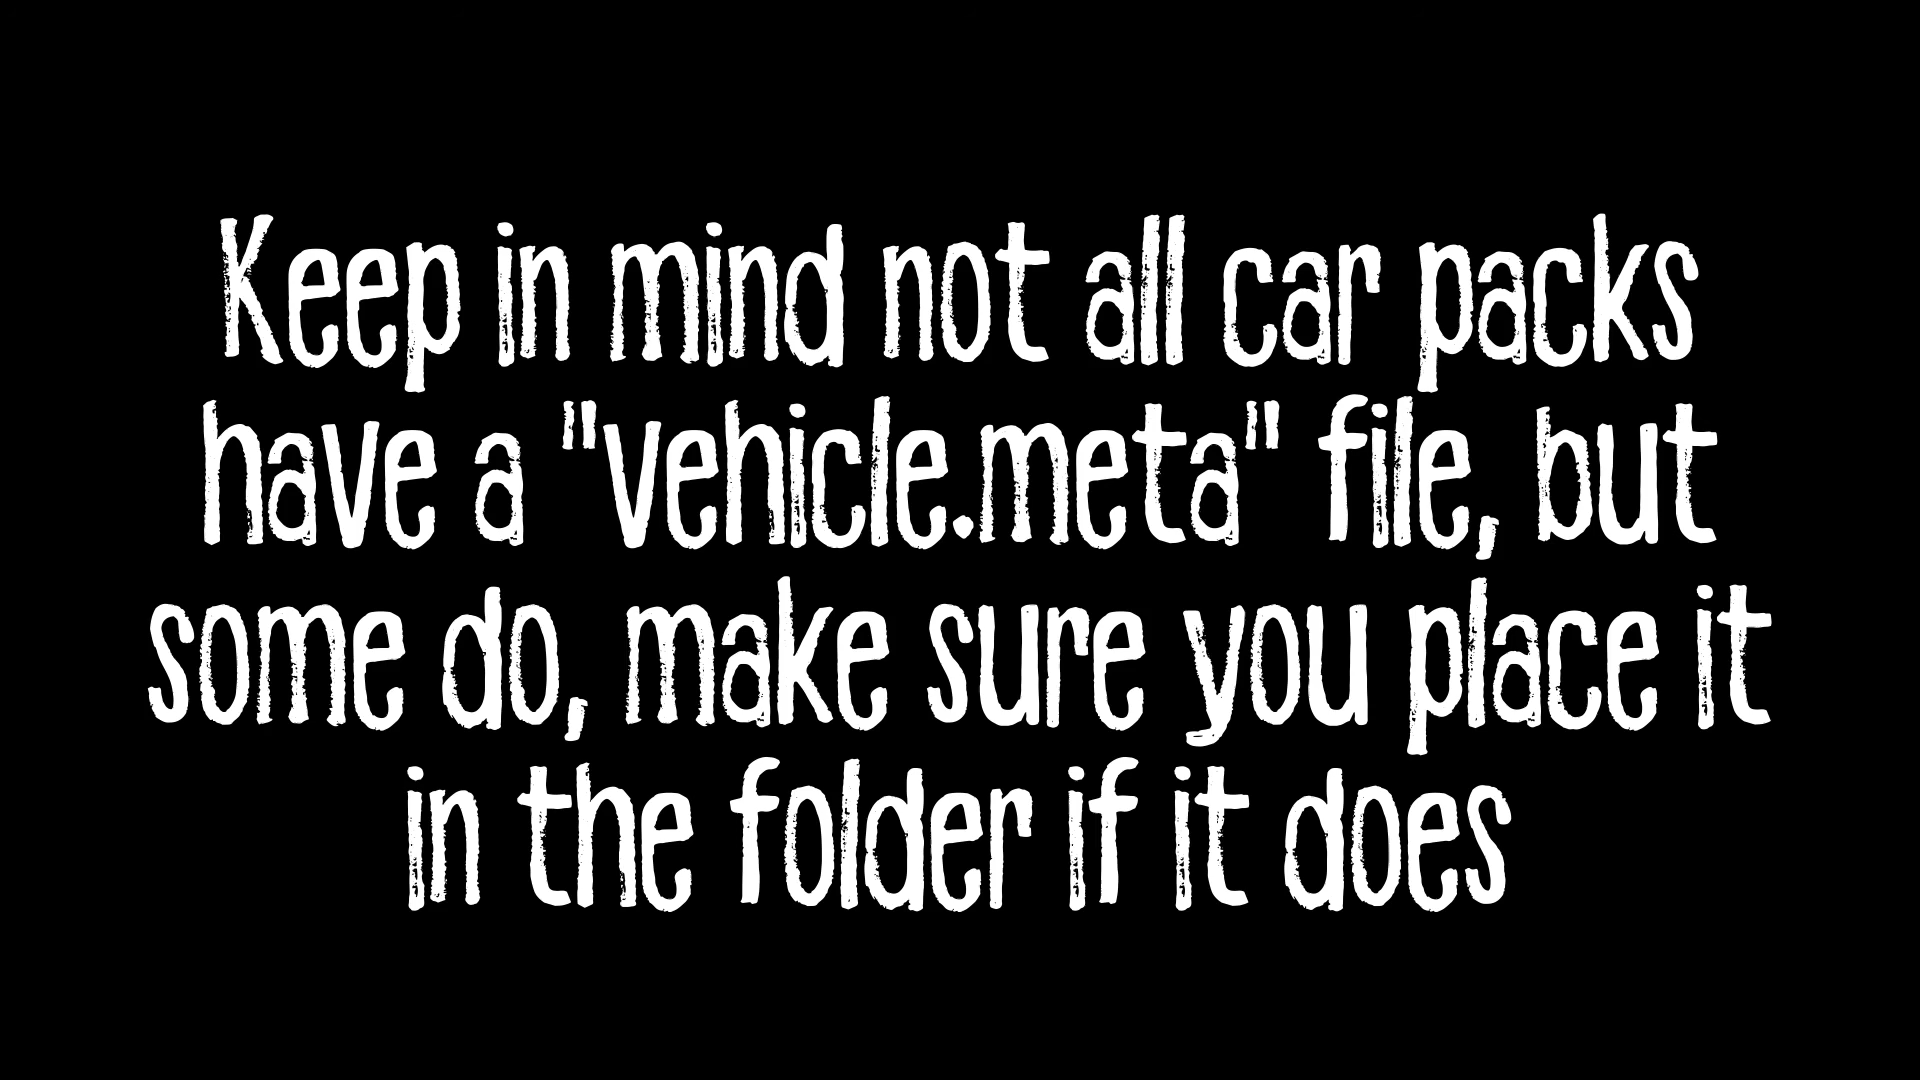 Keep in mind not all car packs
have a "vehicle.meta" file, but
some do, make sure you place it
in the folder if it does